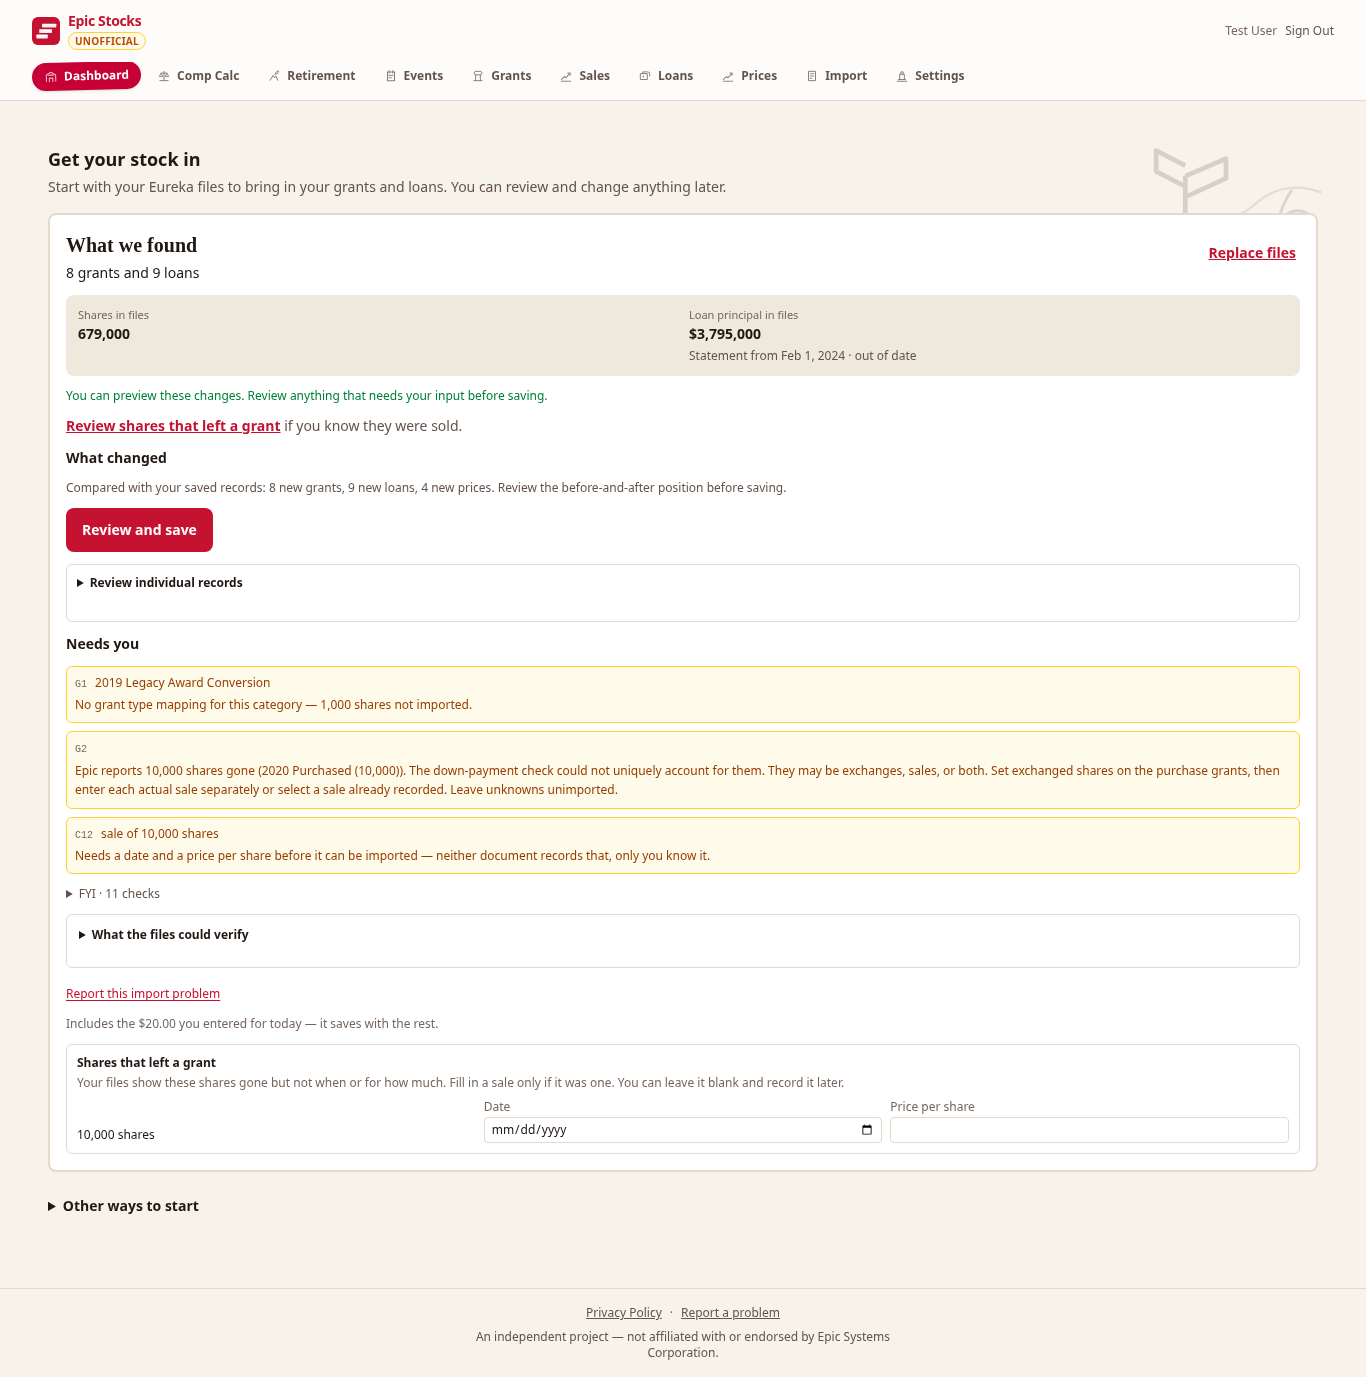 Epic Stocks
UNOFFICIAL
Test User Sign Out
Dashboard Comp Calc Retirement Events Grants Sales Loans Prices Import Settings
Get your stock in
Start with your Eureka files to bring in your grants and loans. You can review and change anything later.
What we found
Replace files
8 grants and 9 loans
Shares in files
679,000
Loan principal in files
$3,795,000
Statement from Feb 1, 2024 · out of date
You can preview these changes. Review anything that needs your input before saving.
Review shares that left a grant if you know they were sold.
What changed
Compared with your saved records: 8 new grants, 9 new loans, 4 new prices. Review the before-and-after position before saving.
Review and save
Review individual records
Needs you
G1 2019 Legacy Award Conversion
No grant type mapping for this category — 1,000 shares not imported.
G2
Epic reports 10,000 shares gone (2020 Purchased (10,000)). The down-payment check could not uniquely account for them. They may be exchanges, sales, or both. Set exchanged shares on the purchase grants, then
enter each actual sale separately or select a sale already recorded. Leave unknowns unimported.
C12 sale of 10,000 shares
Needs a date and a price per share before it can be imported — neither document records that, only you know it.
FYI · 11 checks
What the files could verify
Report this import problem
Includes the $20.00 you entered for today — it saves with the rest.
Shares that left a grant
Your files show these shares gone but not when or for how much. Fill in a sale only if it was one. You can leave it blank and record it later.
Date Price per share
10,000 shares mm/dd/yyyy
Other ways to start
Privacy Policy · Report a problem
An independent project — not affiliated with or endorsed by Epic Systems
Corporation.